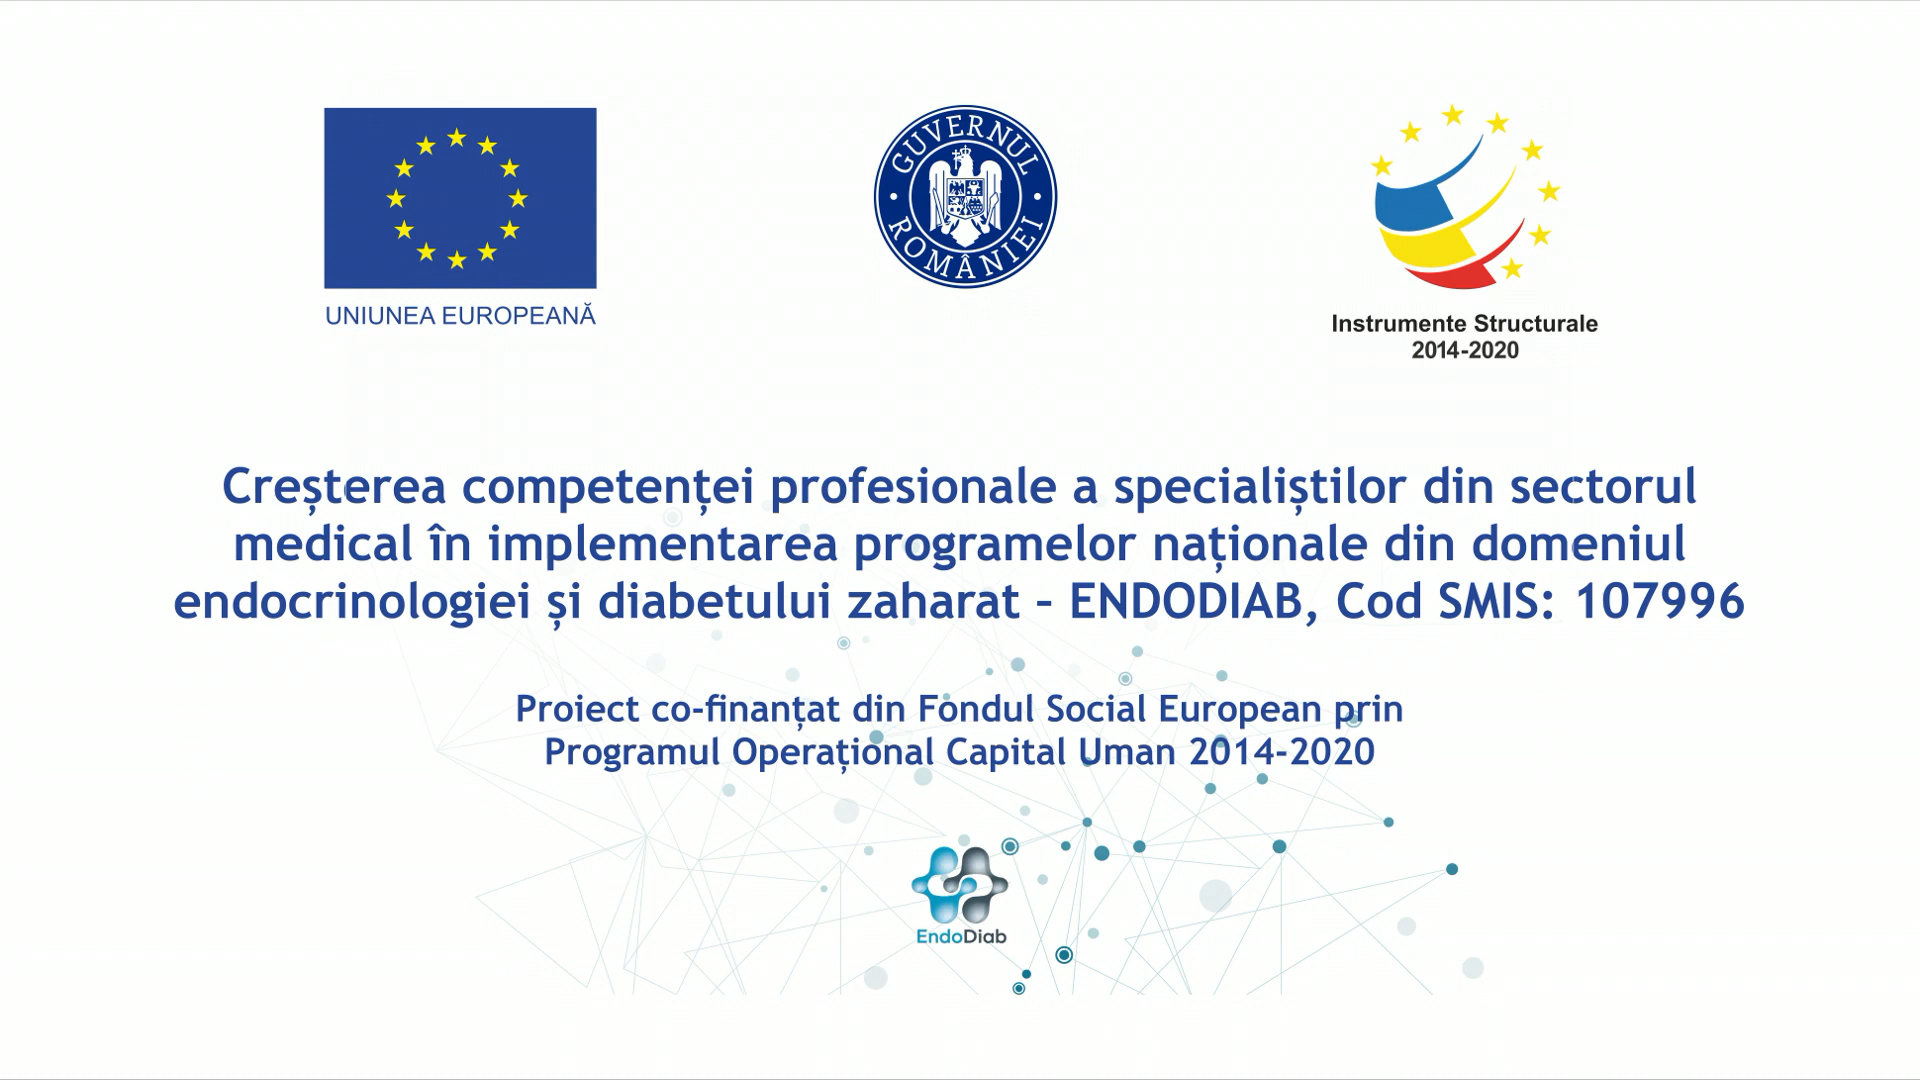 UNIUNEA EUROPEANĂ
GUVERNUL
ROMÂNIEI
Instrumente Structurale
2014-2020
Creșterea competenței profesionale a specialiștilor din sectorul
medical în implementarea programelor naționale din domeniul
endocrinologiei și diabetului zaharat – ENDODIAB, Cod SMIS: 107996
Proiect co-finanțat din Fondul Social European prin
Programul Operațional Capital Uman 2014-2020
EndoDiab